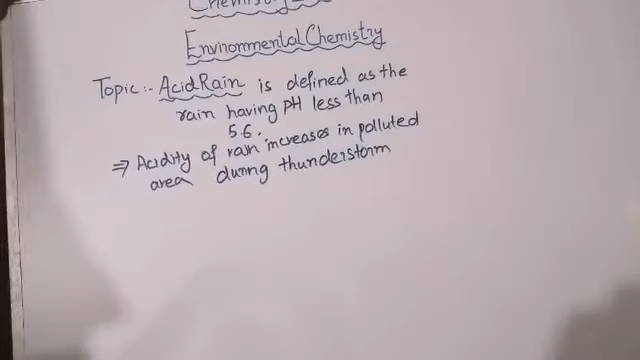 Environmental Chemistry
Topic :- Acid Rain is defined as the
rain having pH less than
5.6.
⇒ Acidity of rain increases in polluted
area during thunderstorm